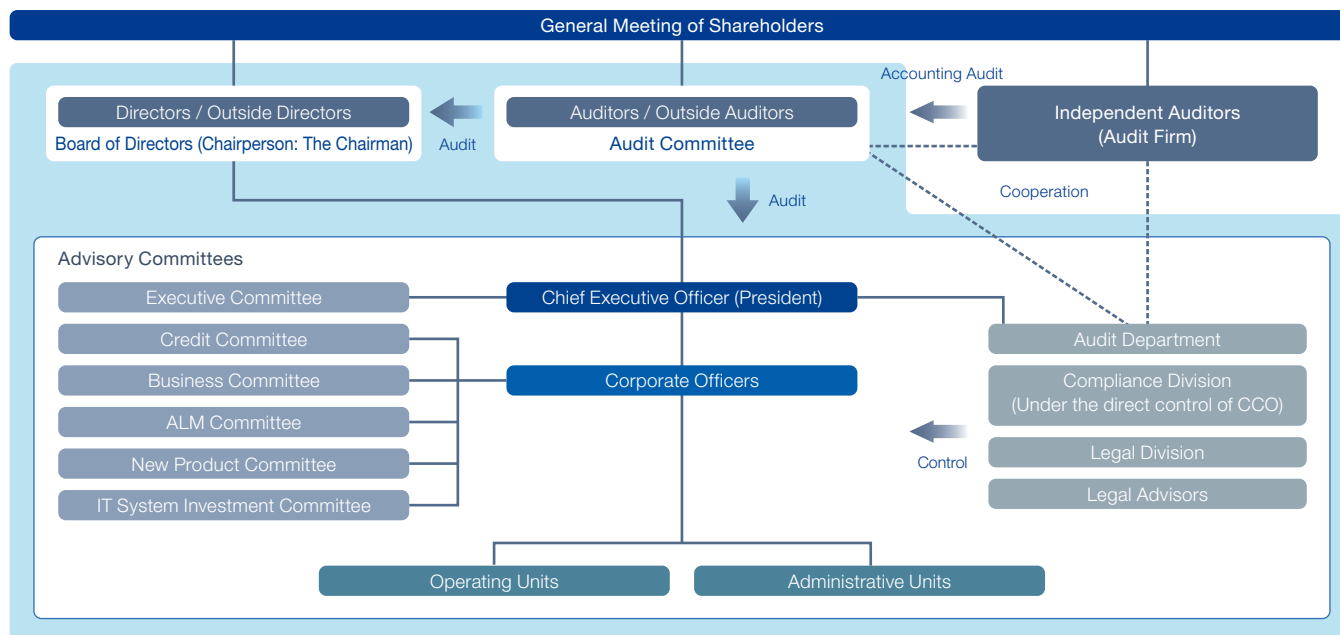 General Meeting of Shareholders
Accounting Audit
Directors / Outside Directors
Board of Directors (Chairperson: The Chairman)
Audit
Auditors / Outside Auditors
Audit Committee
Independent Auditors
(Audit Firm)
Audit
Cooperation
Advisory Committees
Executive Committee
Credit Committee
Business Committee
ALM Committee
New Product Committee
IT System Investment Committee
Chief Executive Officer (President)
Corporate Officers
Audit Department
Compliance Division
(Under the direct control of CCO)
Control
Legal Division
Legal Advisors
Operating Units
Administrative Units